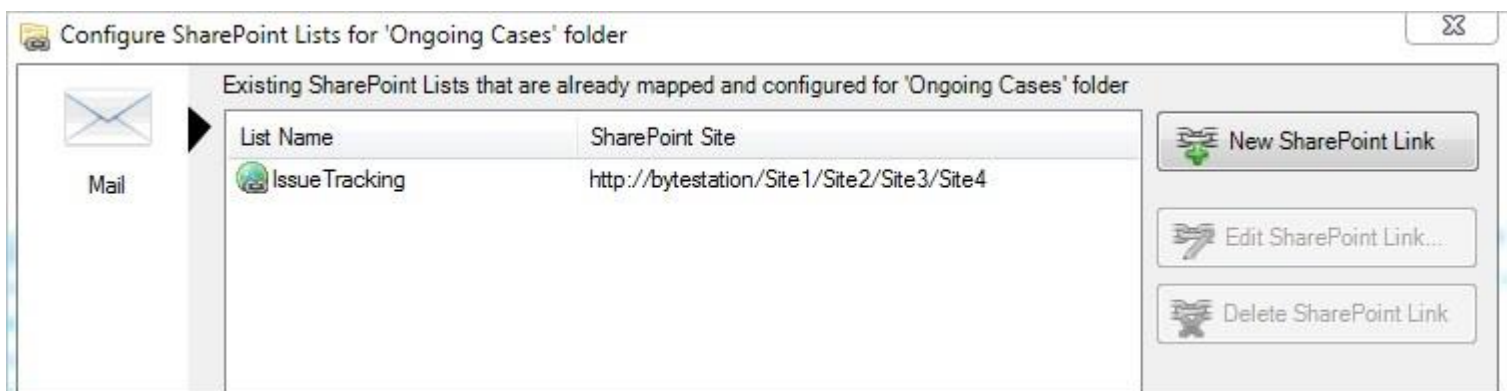 Configure SharePoint Lists for 'Ongoing Cases' folder
Existing SharePoint Lists that are already mapped and configured for 'Ongoing Cases' folder
Mail
List Name SharePoint Site
IssueTracking http://bytestation/Site1/Site2/Site3/Site4
New SharePoint Link
Edit SharePoint Link...
Delete SharePoint Link